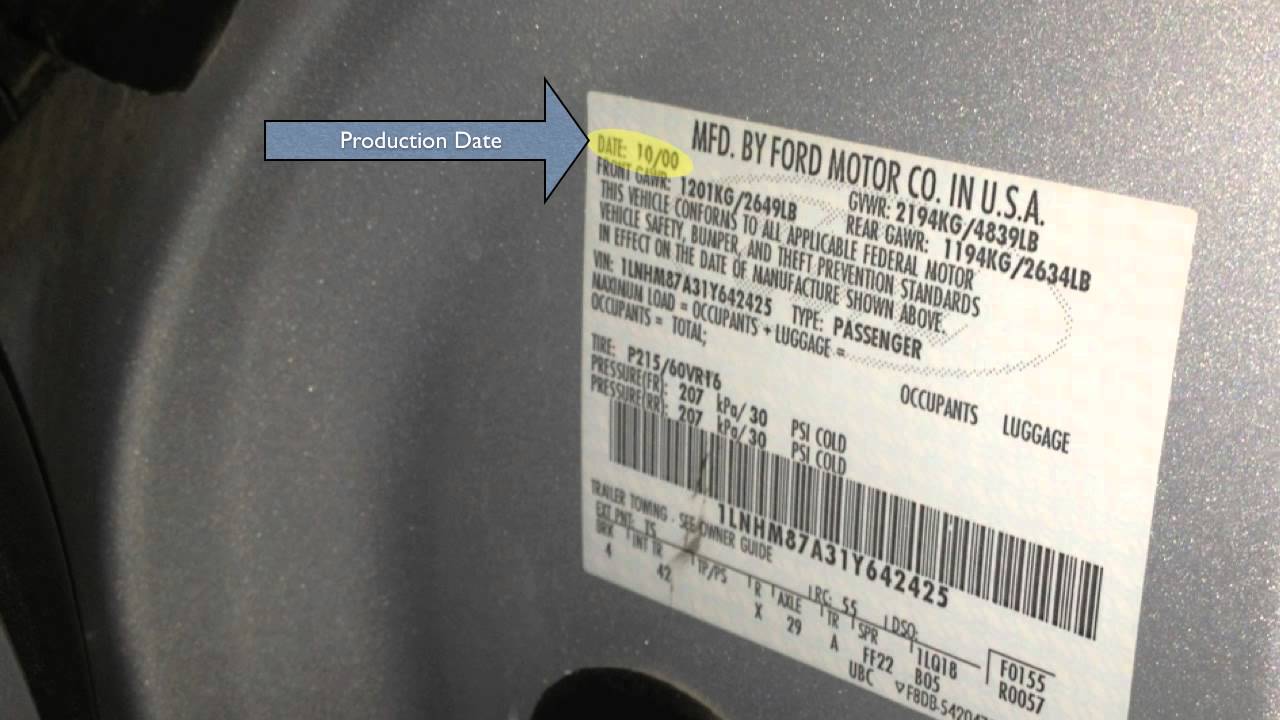 Production Date
MFD. BY FORD MOTOR CO. IN U.S.A.
DATE: 10/00 GVWR: 2194KG/4839LB
FRONT GAWR: 1201KG/2649LB REAR GAWR: 1194KG/2634LB
THIS VEHICLE CONFORMS TO ALL APPLICABLE FEDERAL MOTOR
VEHICLE SAFETY, BUMPER, AND THEFT PREVENTION STANDARDS
IN EFFECT ON THE DATE OF MANUFACTURE SHOWN ABOVE.
VIN: 1LNHM87A31Y642425 TYPE: PASSENGER
MAXIMUM LOAD = OCCUPANTS + LUGGAGE =
OCCUPANTS = TOTAL;
OCCUPANTS LUGGAGE
TIRE: P215/60VR16
PRESSURE(FR): 207 kPa/30 PSI COLD
PRESSURE(RR): 207 kPa/30 PSI COLD
1LNHM87A31Y642425
TRAILER TOWING - SEE OWNER GUIDE
EXT PNT: TS RC: 55 DSO: F0155
BRK INT TR TP/PS R AXLE TR SPR 1LQ18 R0057
4 42 X 29 A FF22 B05
UBC ▽F8DB-